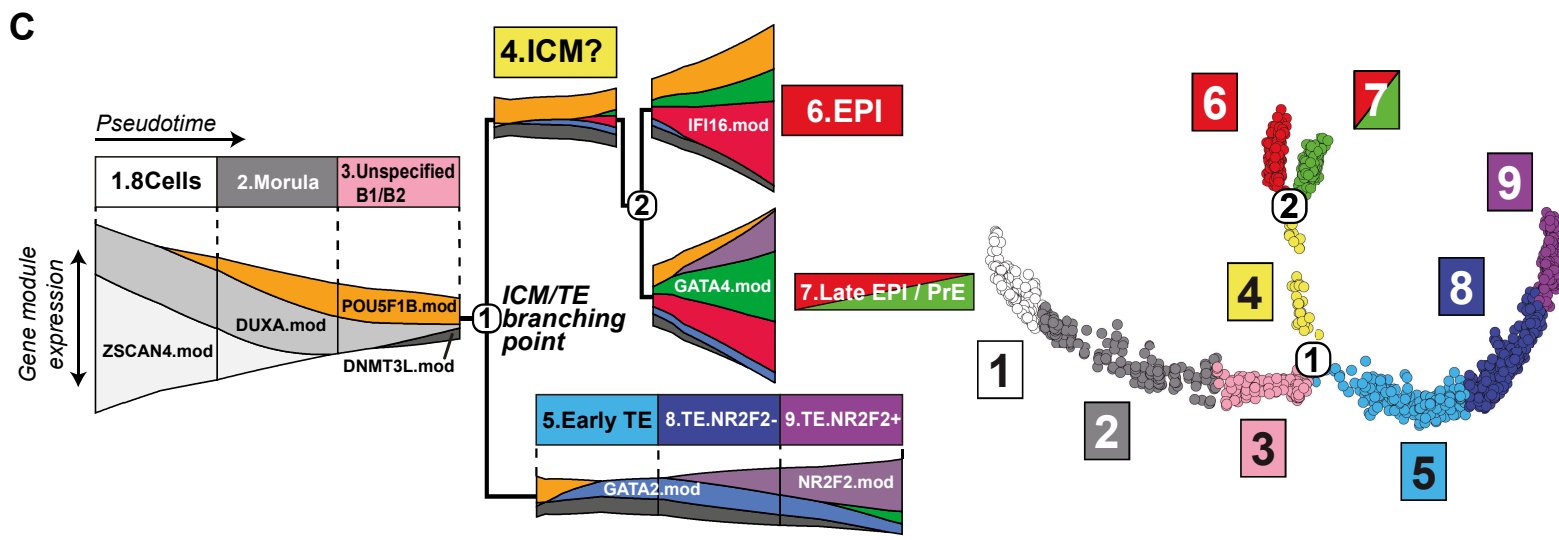 C
Pseudotime
1.8Cells
2.Morula
3.Unspecified
B1/B2
Gene module
expression
ZSCAN4.mod
DUXA.mod
POU5F1B.mod
DNMT3L.mod
1
ICM/TE
branching
point
4.ICM?
2
IFI16.mod
6.EPI
GATA4.mod
7.Late EPI / PrE
5.Early TE
8.TE.NR2F2-
9.TE.NR2F2+
GATA2.mod
NR2F2.mod
6
7
2
9
4
8
1
1
2
3
5